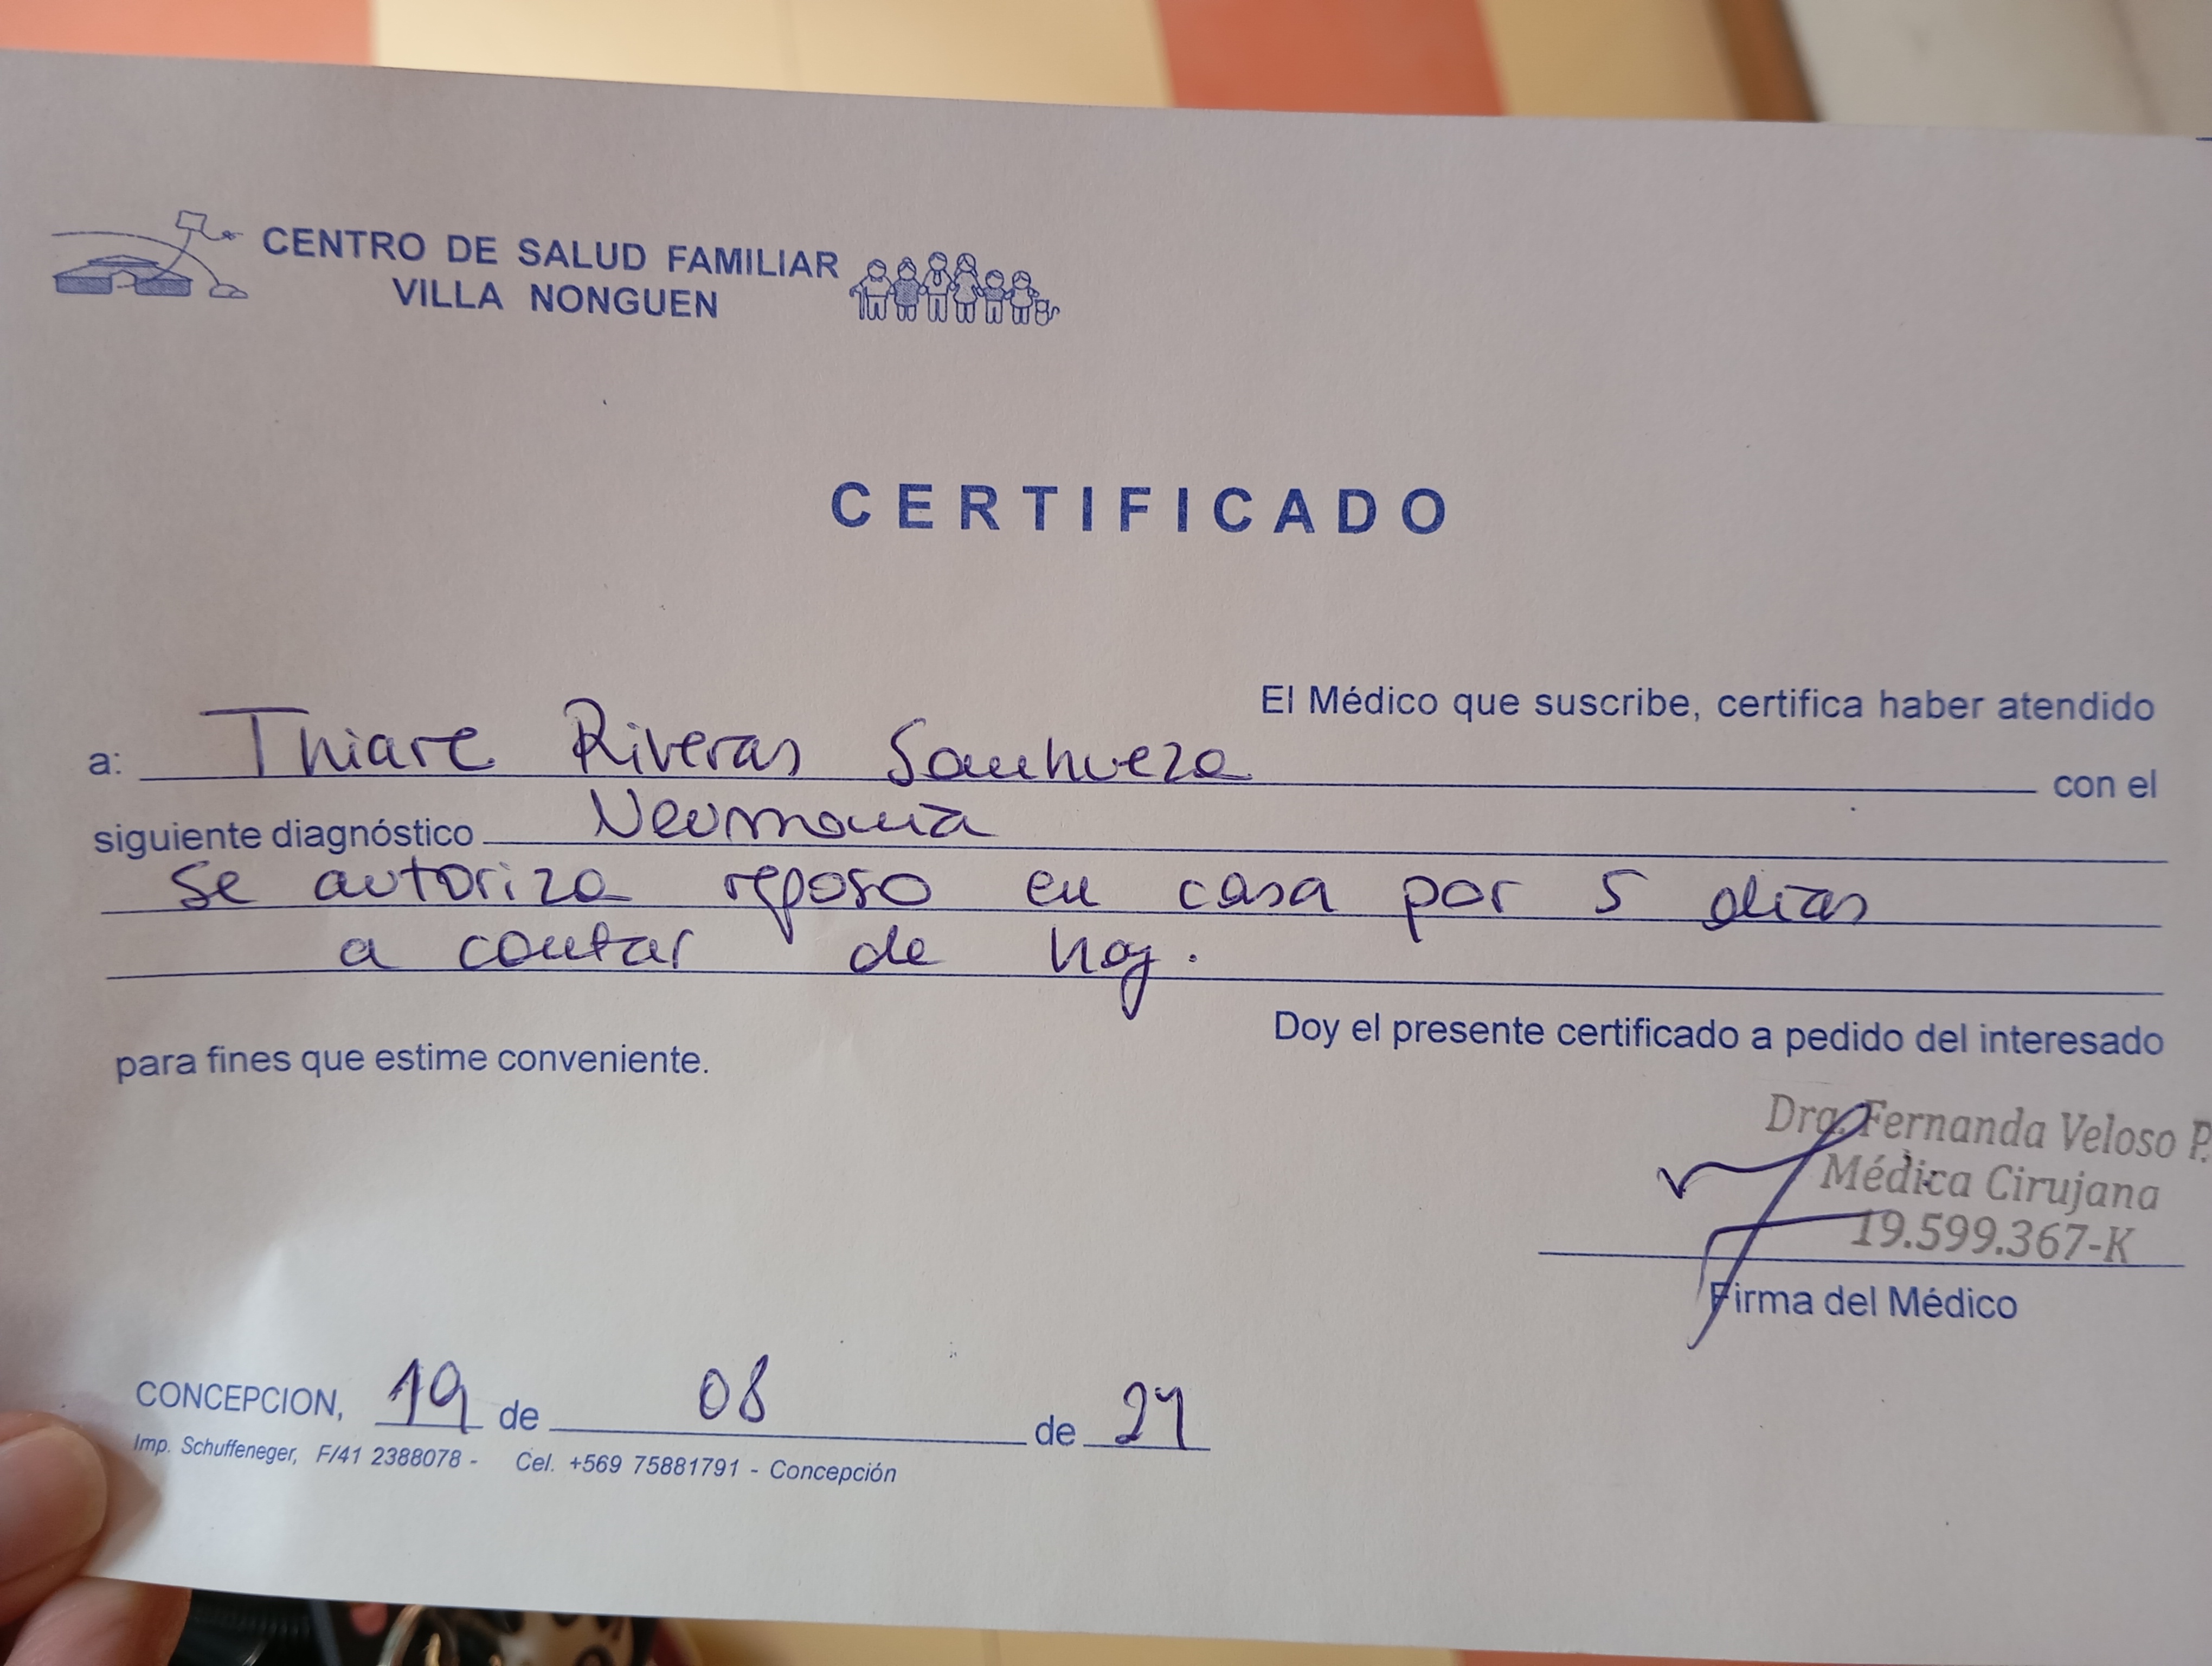 CENTRO DE SALUD FAMILIAR
VILLA NONGUEN
CERTIFICADO
El Médico que suscribe, certifica haber atendido
a: Thiare Riveras Sanhueza con el
siguiente diagnóstico Neumonía
Se autoriza reposo en casa por 5 días
a contar de hoy.
Doy el presente certificado a pedido del interesado
para fines que estime conveniente.
Dra. Fernanda Veloso P.
Médica Cirujana
19.599.367-K
Firma del Médico
CONCEPCION, 19 de 08 de
Imp. Schuffeneger, F/41 2388078 - Cel. +569 75881791 - Concepción